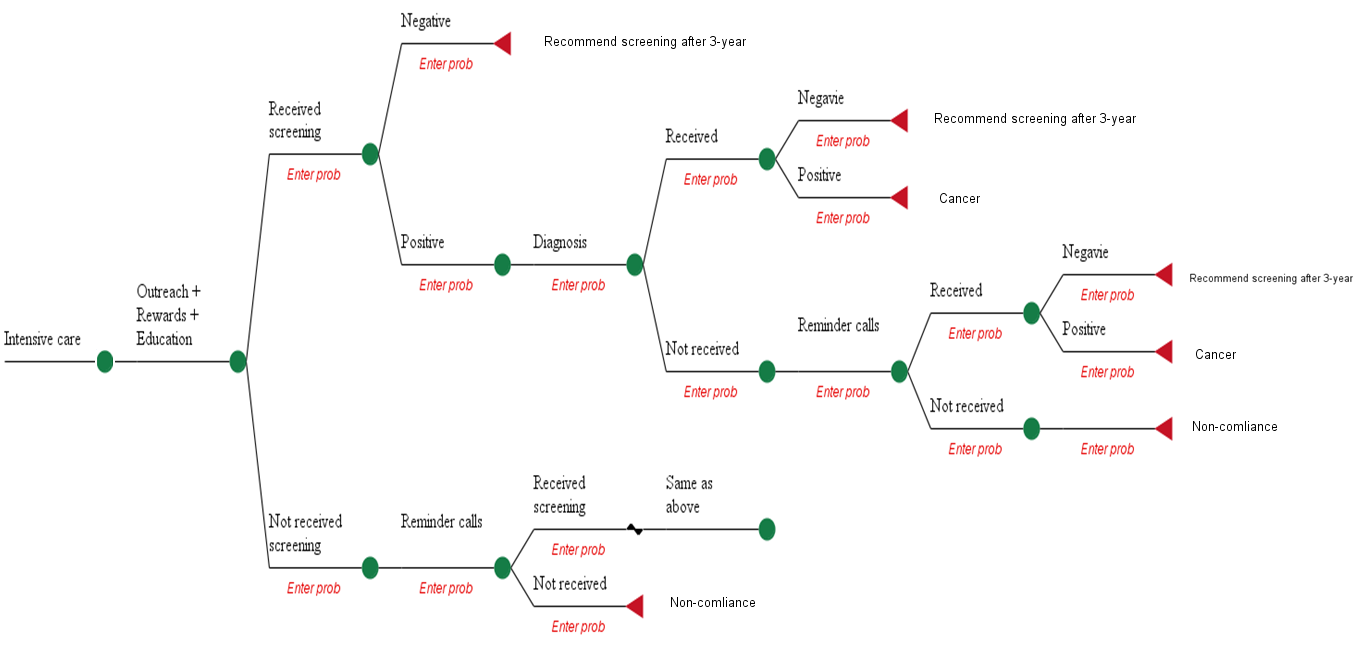 Negative
Recommend screening after 3-year
Enter prob
Received
screening
Enter prob
Negavie
Recommend screening after 3-year
Enter prob
Received
Enter prob
Positive
Cancer
Enter prob
Positive
Enter prob
Diagnosis
Enter prob
Negavie
Recommend screening after 3-year
Enter prob
Received
Enter prob
Positive
Cancer
Enter prob
Outreach +
Rewards +
Education
Intensive care
Not received
Enter prob
Reminder calls
Enter prob
Not received
Enter prob
Non-comliance
Enter prob
Received
screening
Enter prob
Same as
above
Not received
screening
Enter prob
Reminder calls
Enter prob
Not received
Non-comliance
Enter prob